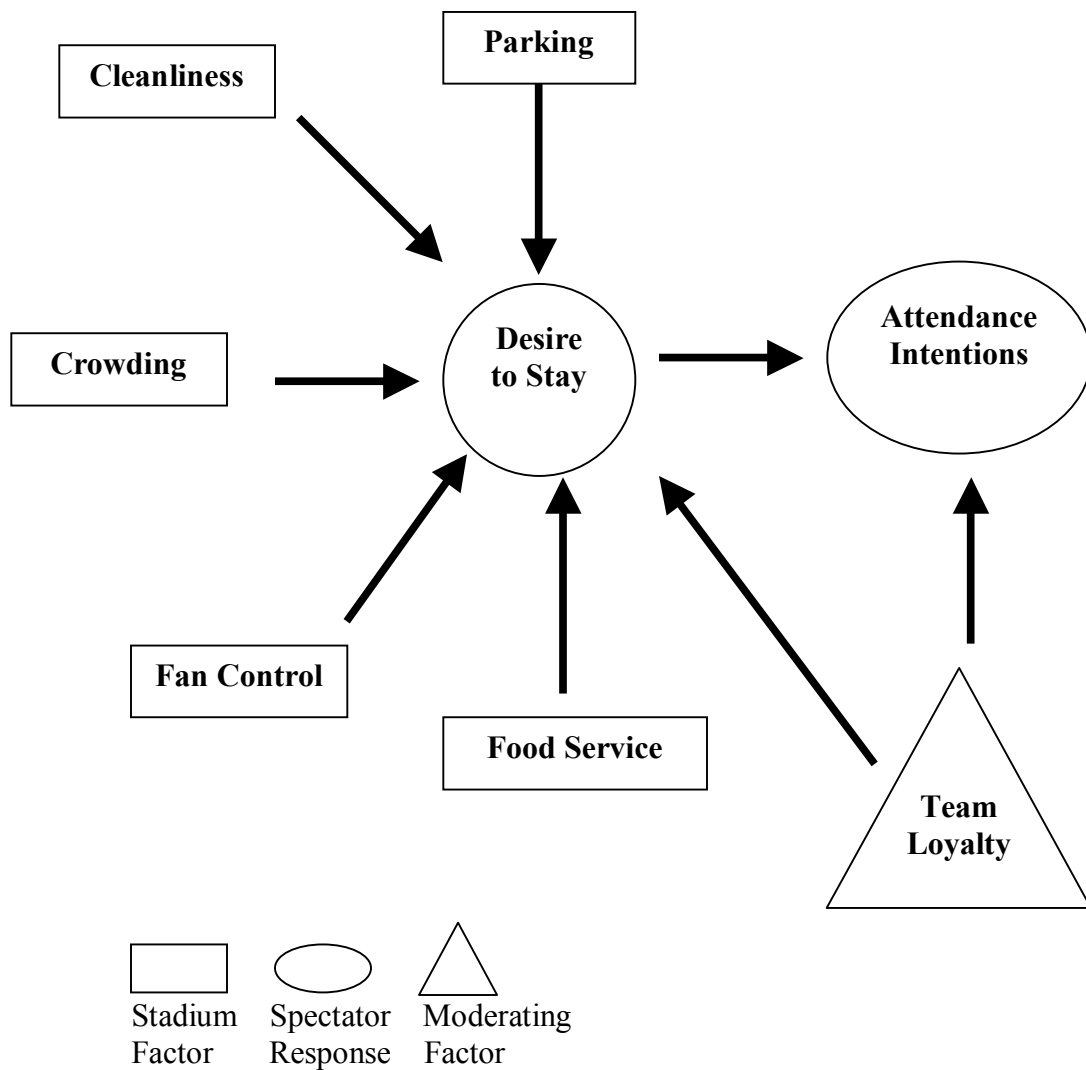 Parking
Cleanliness
Desire
to Stay
Attendance
Intentions
Crowding
Fan Control
Food Service
Team
Loyalty
Stadium
Factor
Spectator
Response
Moderating
Factor